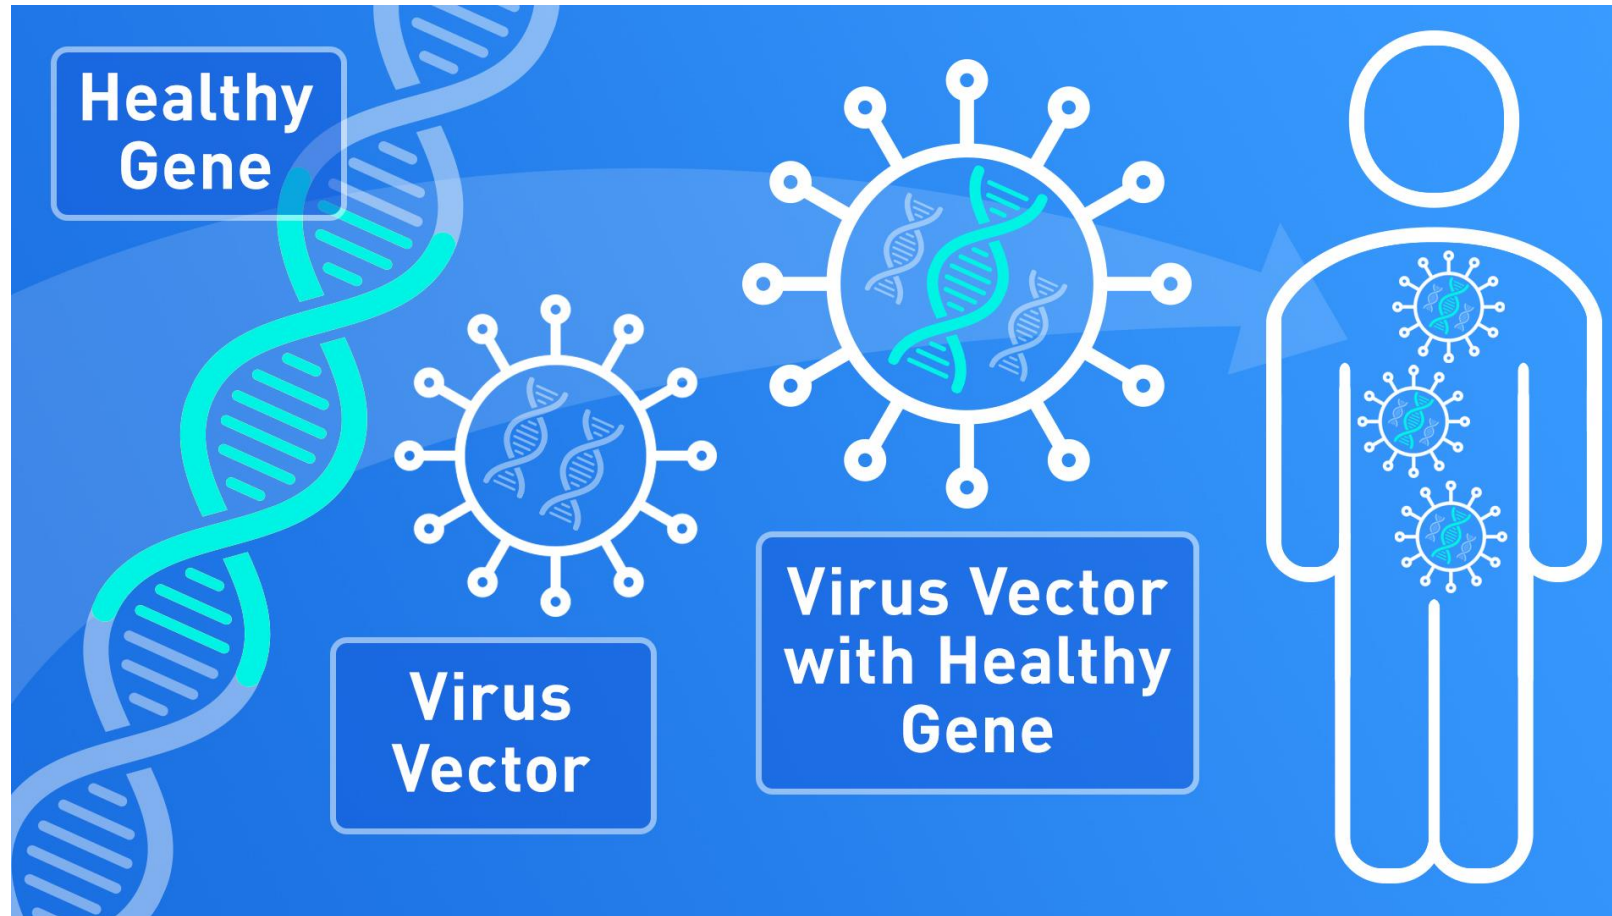 Healthy
Gene
Virus
Vector
Virus Vector
with Healthy
Gene